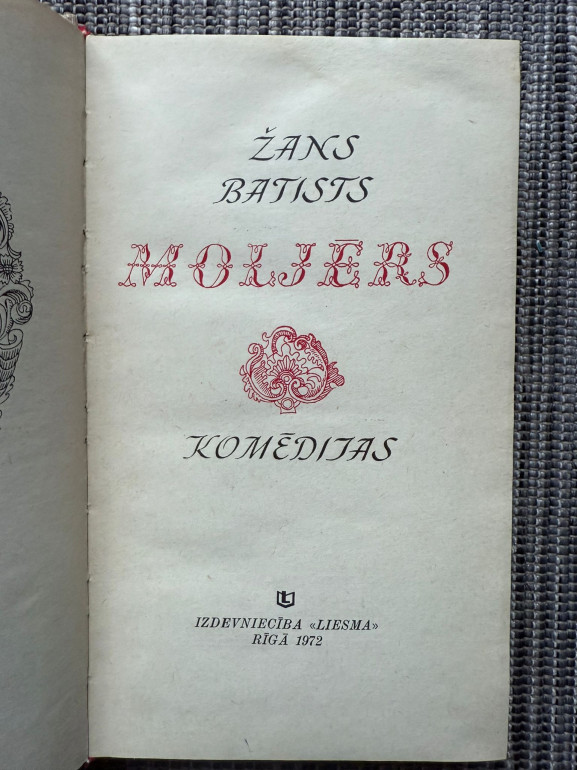 ŽANS
BATISTS
MOLJĒRS
KOMĒDIJAS
L
IZDEVNIECĪBA «LIESMA»
RĪGĀ 1972